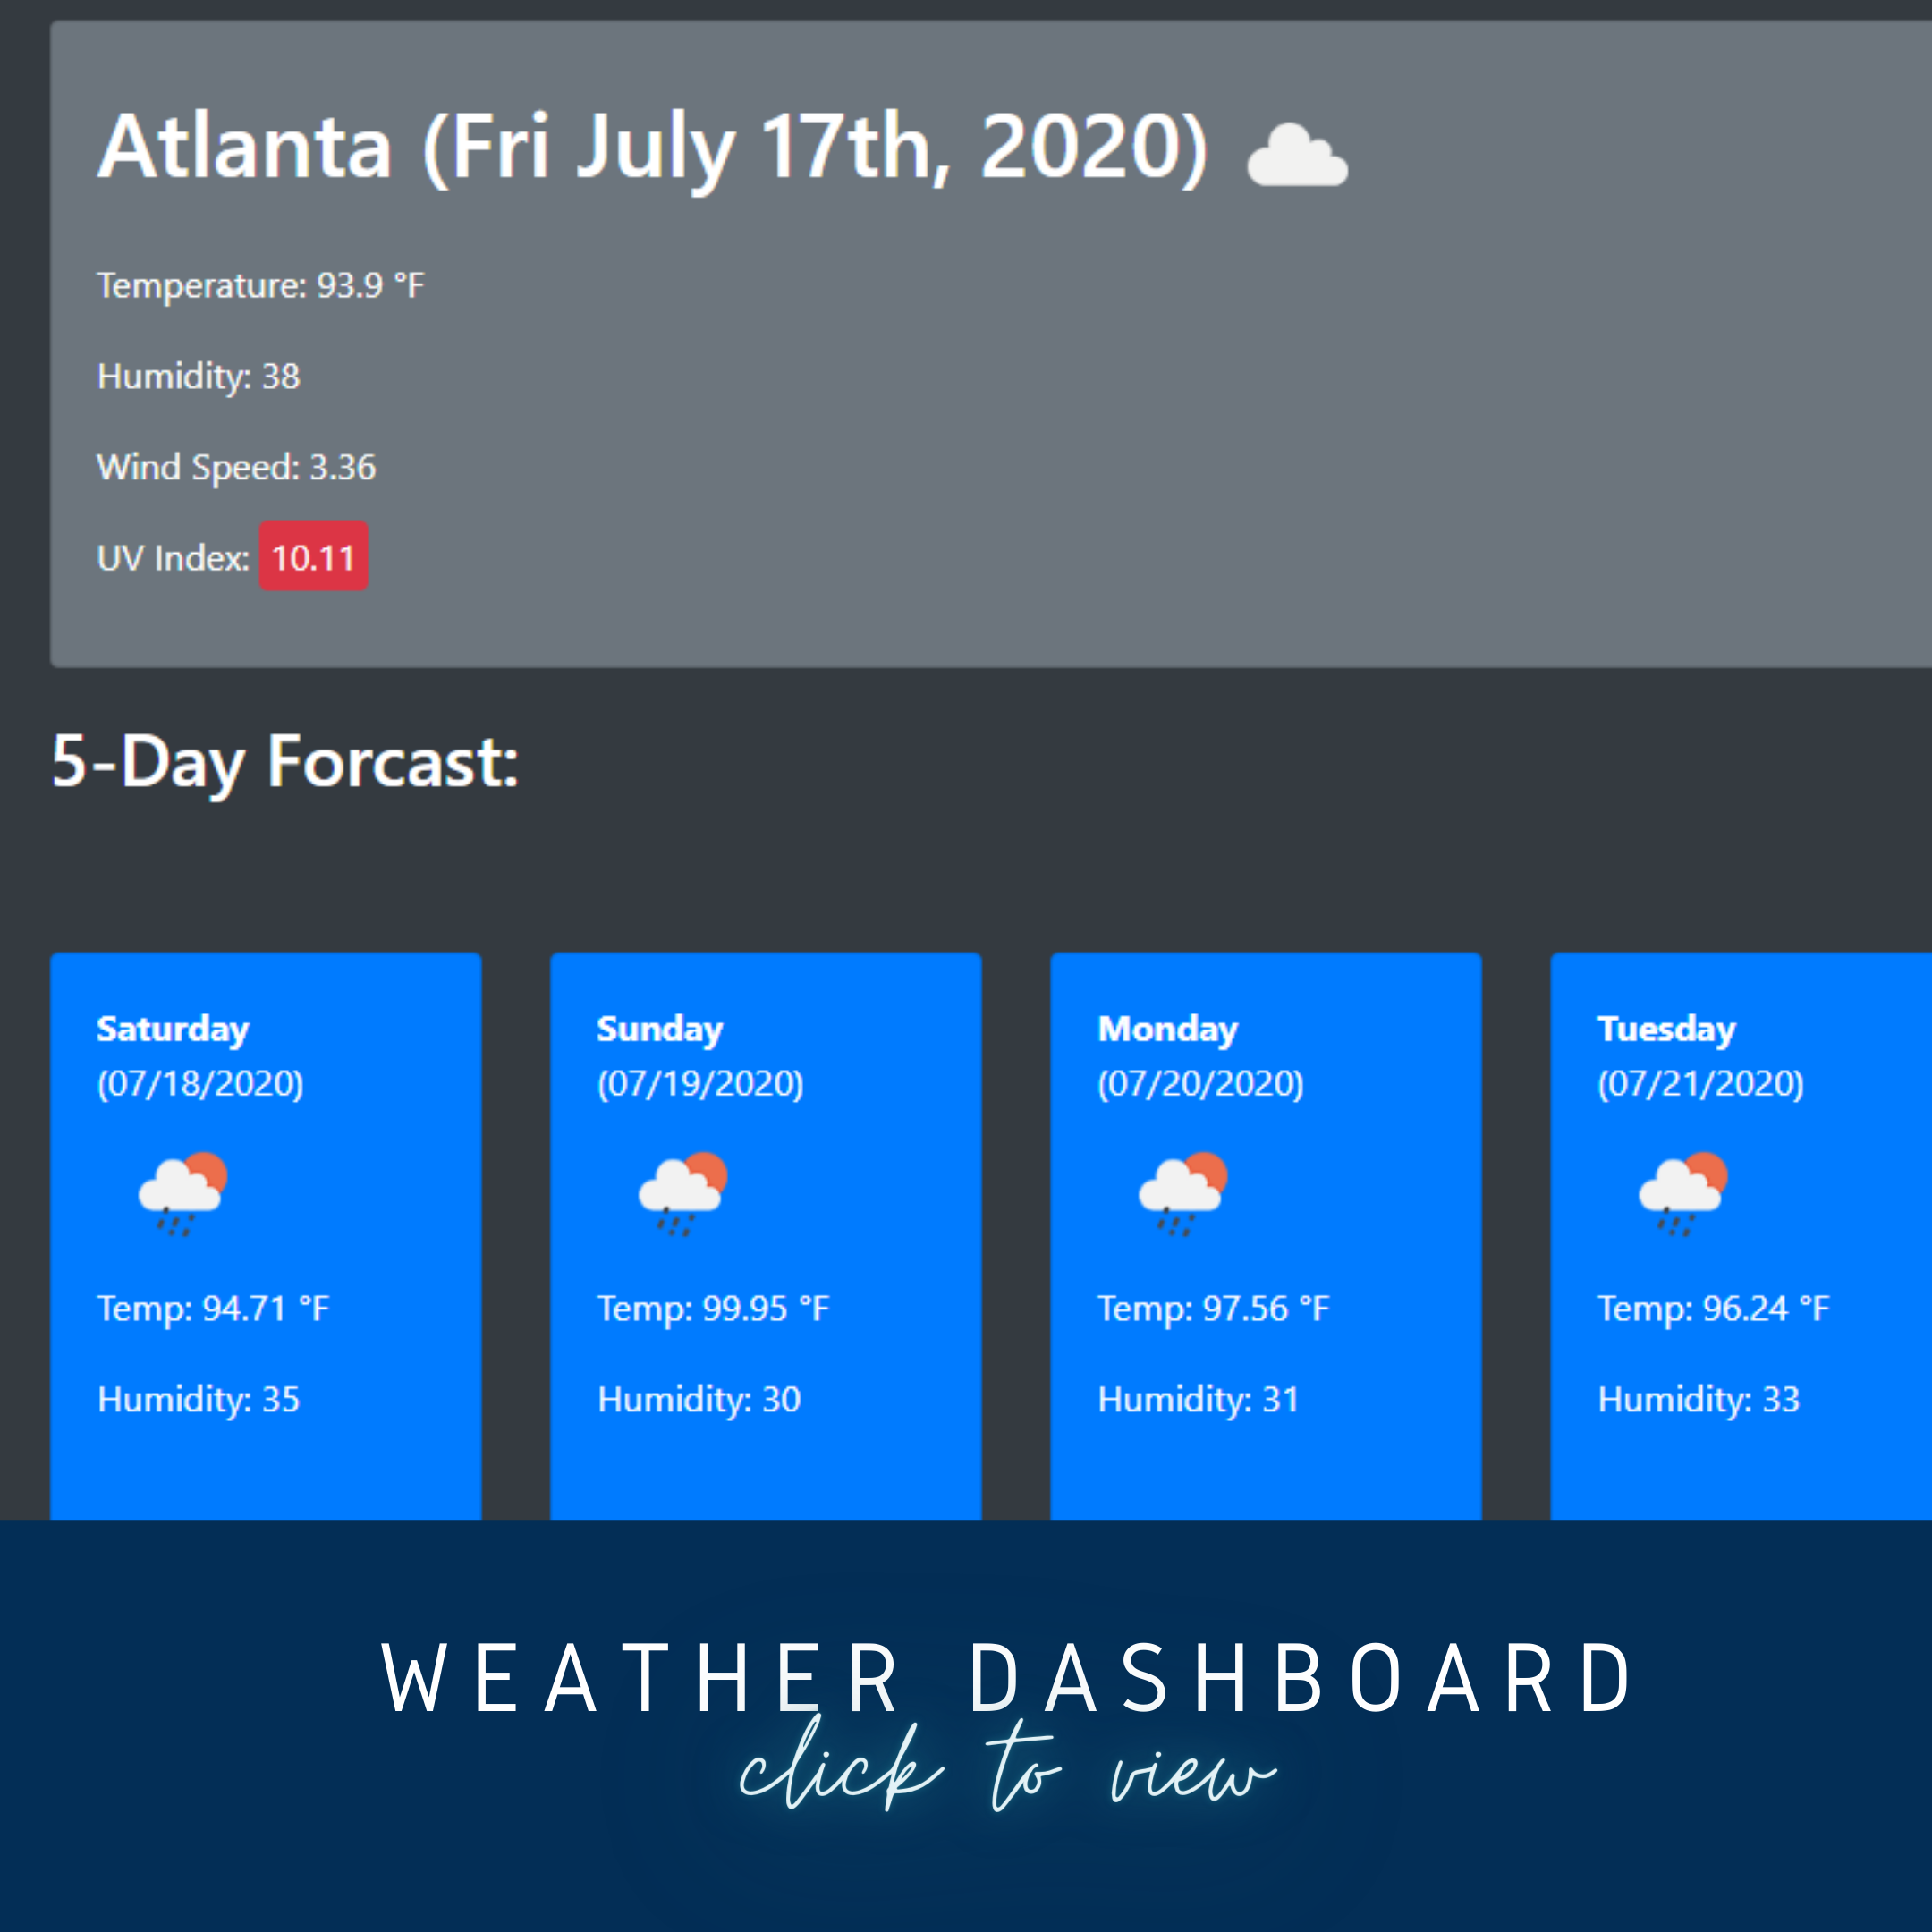 Atlanta (Fri July 17th, 2020)
Temperature: 93.9 °F
Humidity: 38
Wind Speed: 3.36
UV Index: 10.11
5-Day Forcast:
Saturday
(07/18/2020)
Temp: 94.71 °F
Humidity: 35
Sunday
(07/19/2020)
Temp: 99.95 °F
Humidity: 30
Monday
(07/20/2020)
Temp: 97.56 °F
Humidity: 31
Tuesday
(07/21/2020)
Temp: 96.24 °F
Humidity: 33
WEATHER DASHBOARD
click to view